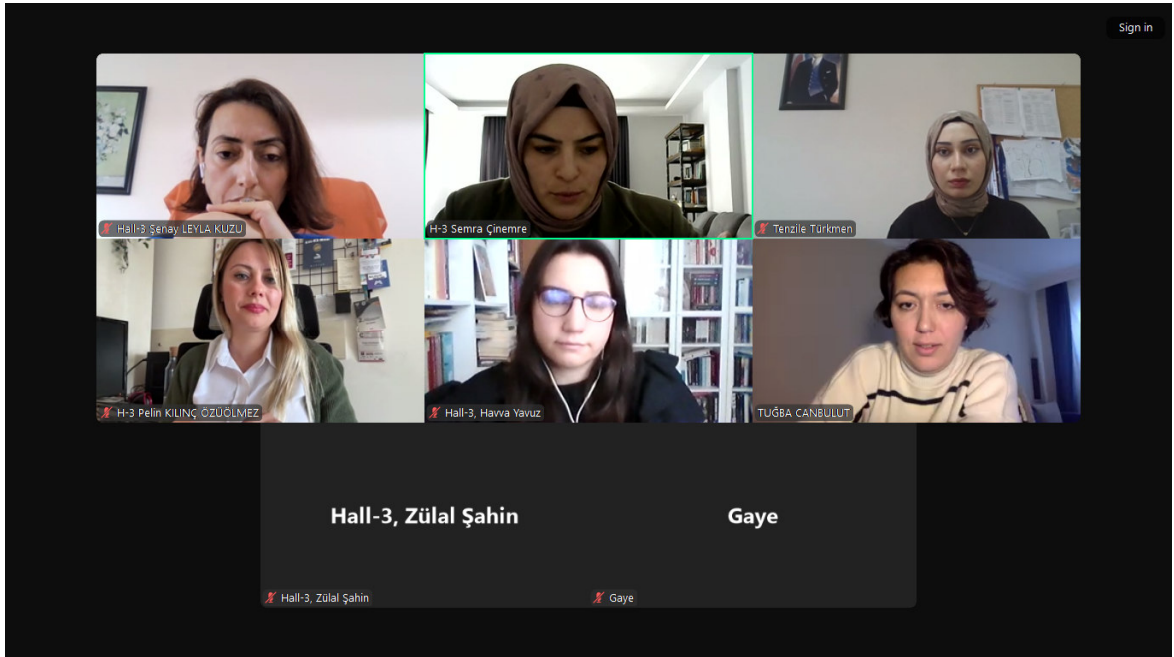 Sign in
Hall-3 Şenay LEYLA KUZU
H-3 Semra Çinemre
Tenzile Türkmen
H-3 Pelin KILINÇ ÖZÜÖLMEZ
Hall-3, Havva Yavuz
TUĞBA CANBULUT
Hall-3, Zülal Şahin
Gaye
Hall-3, Zülal Şahin
Gaye